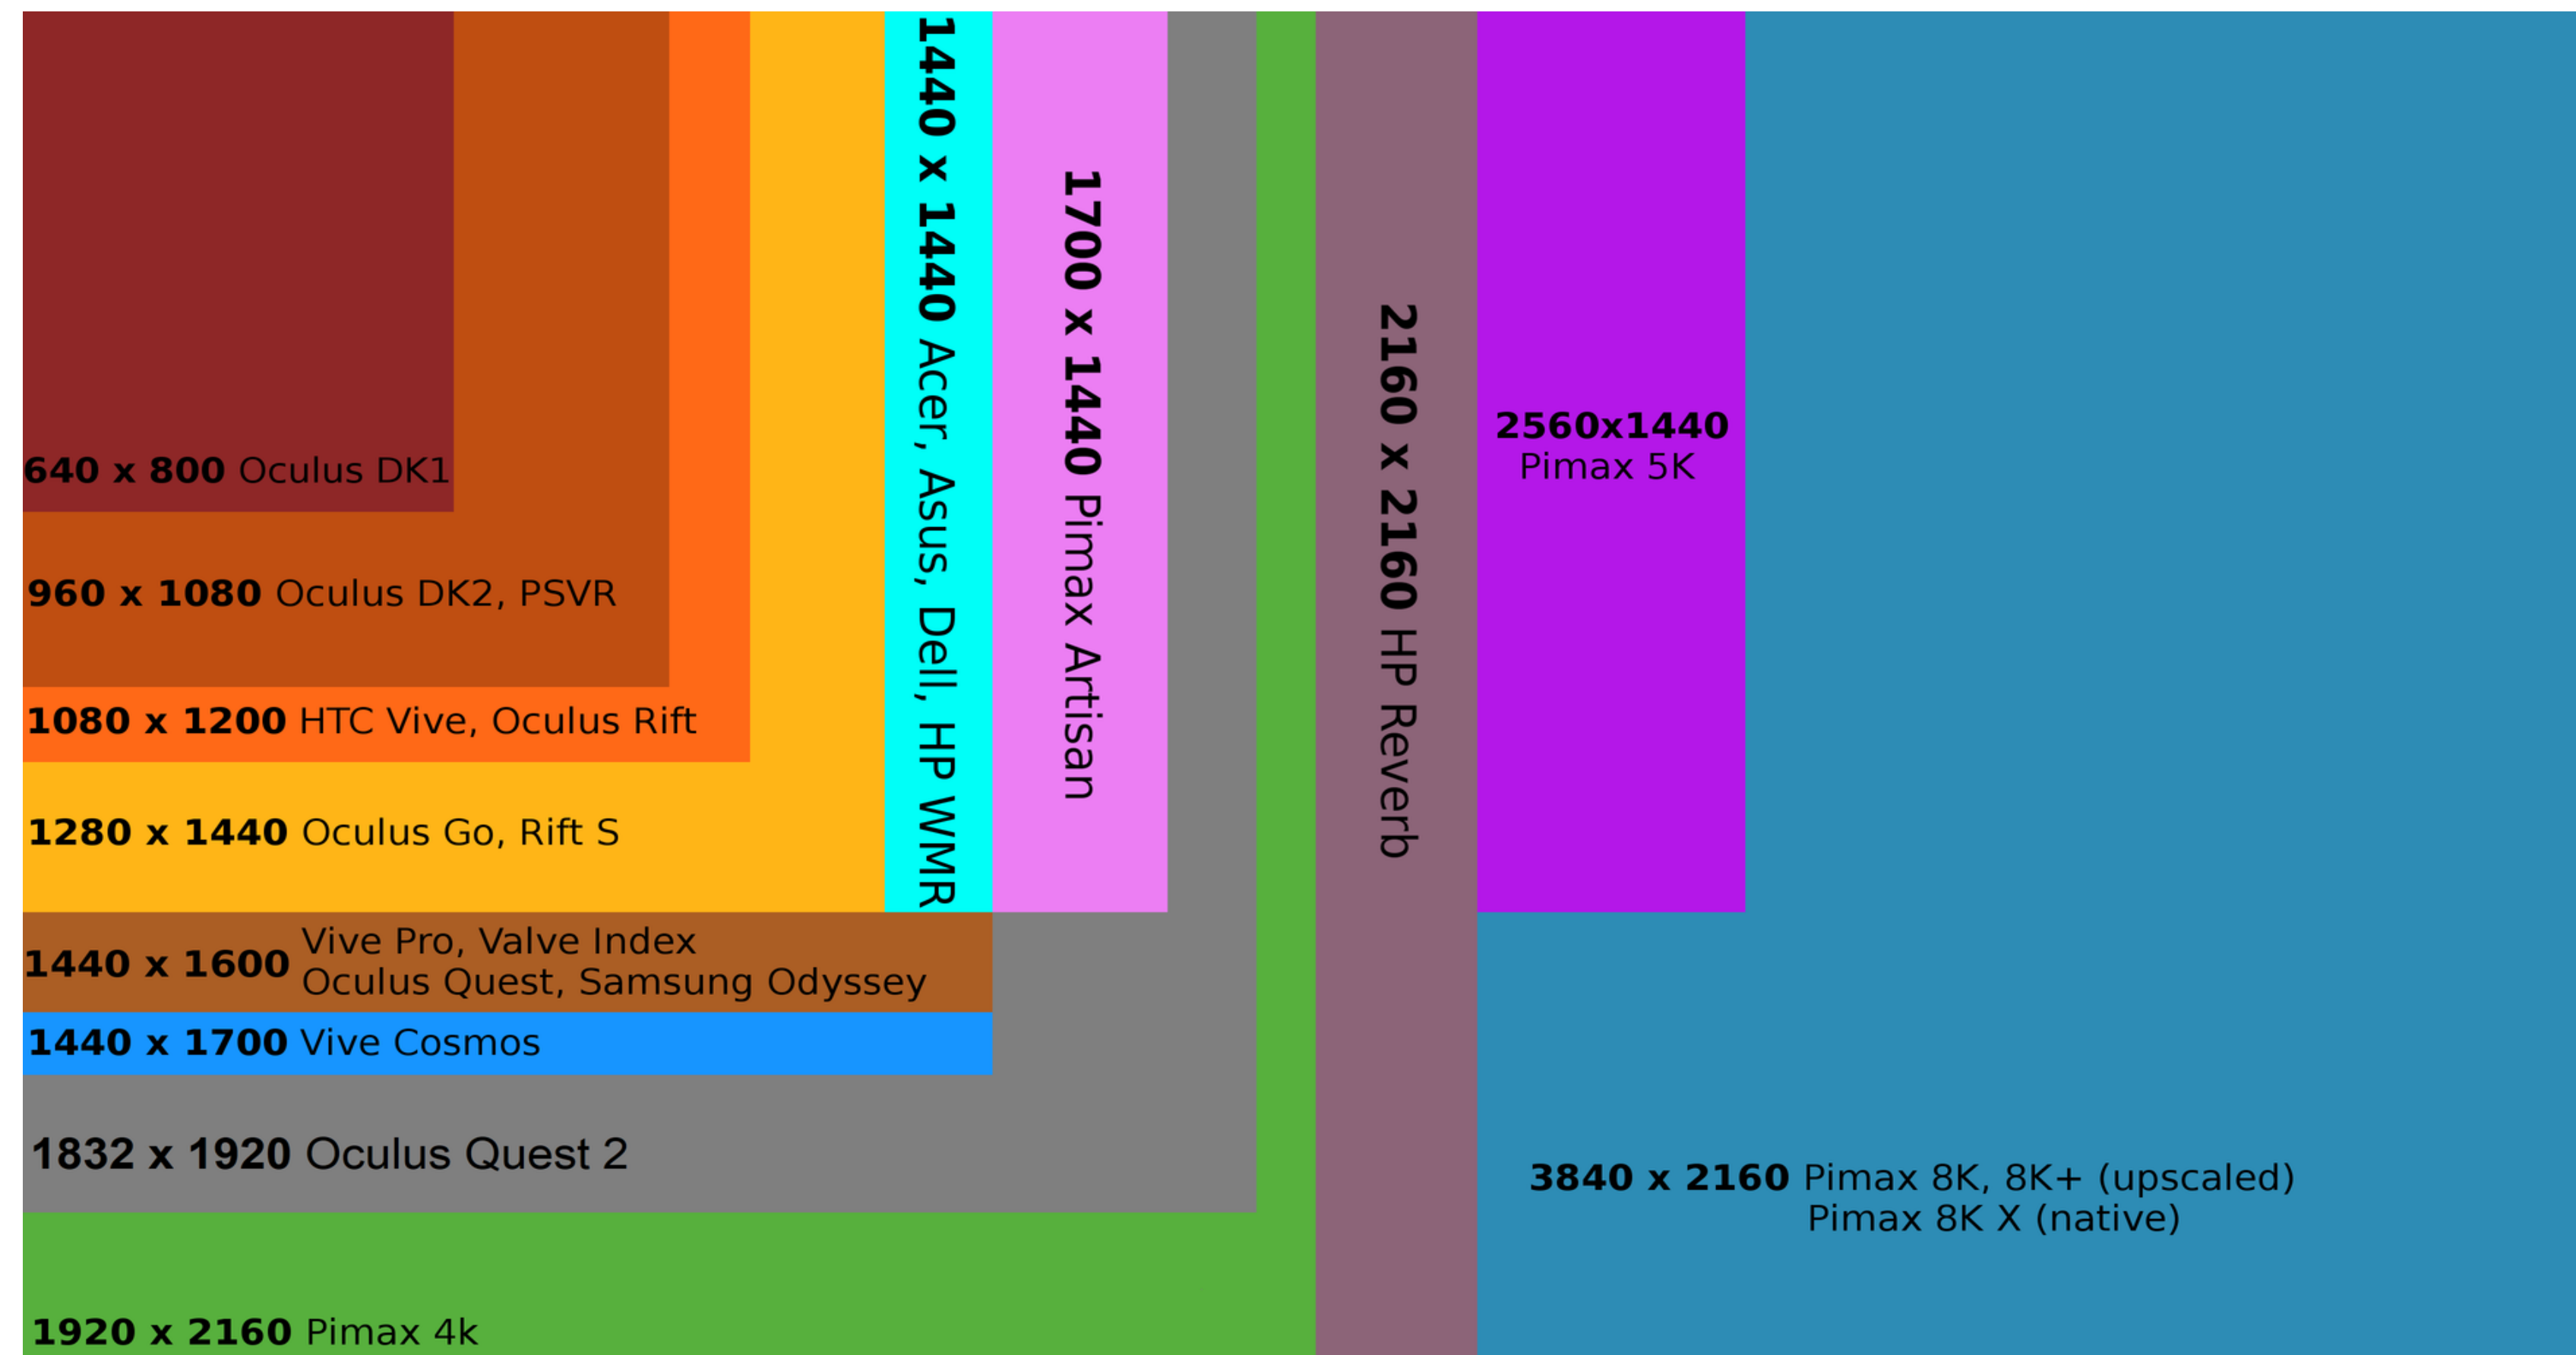 640 x 800 Oculus DK1
960 x 1080 Oculus DK2, PSVR
1080 x 1200 HTC Vive, Oculus Rift
1280 x 1440 Oculus Go, Rift S
1440 x 1600 Vive Pro, Valve Index
Oculus Quest, Samsung Odyssey
1440 x 1700 Vive Cosmos
1832 x 1920 Oculus Quest 2
1920 x 2160 Pimax 4k
1440 x 1440 Acer, Asus, Dell, HP WMR
1700 x 1440 Pimax Artisan
2160 x 2160 HP Reverb
2560x1440
Pimax 5K
3840 x 2160 Pimax 8K, 8K+ (upscaled)
Pimax 8K X (native)